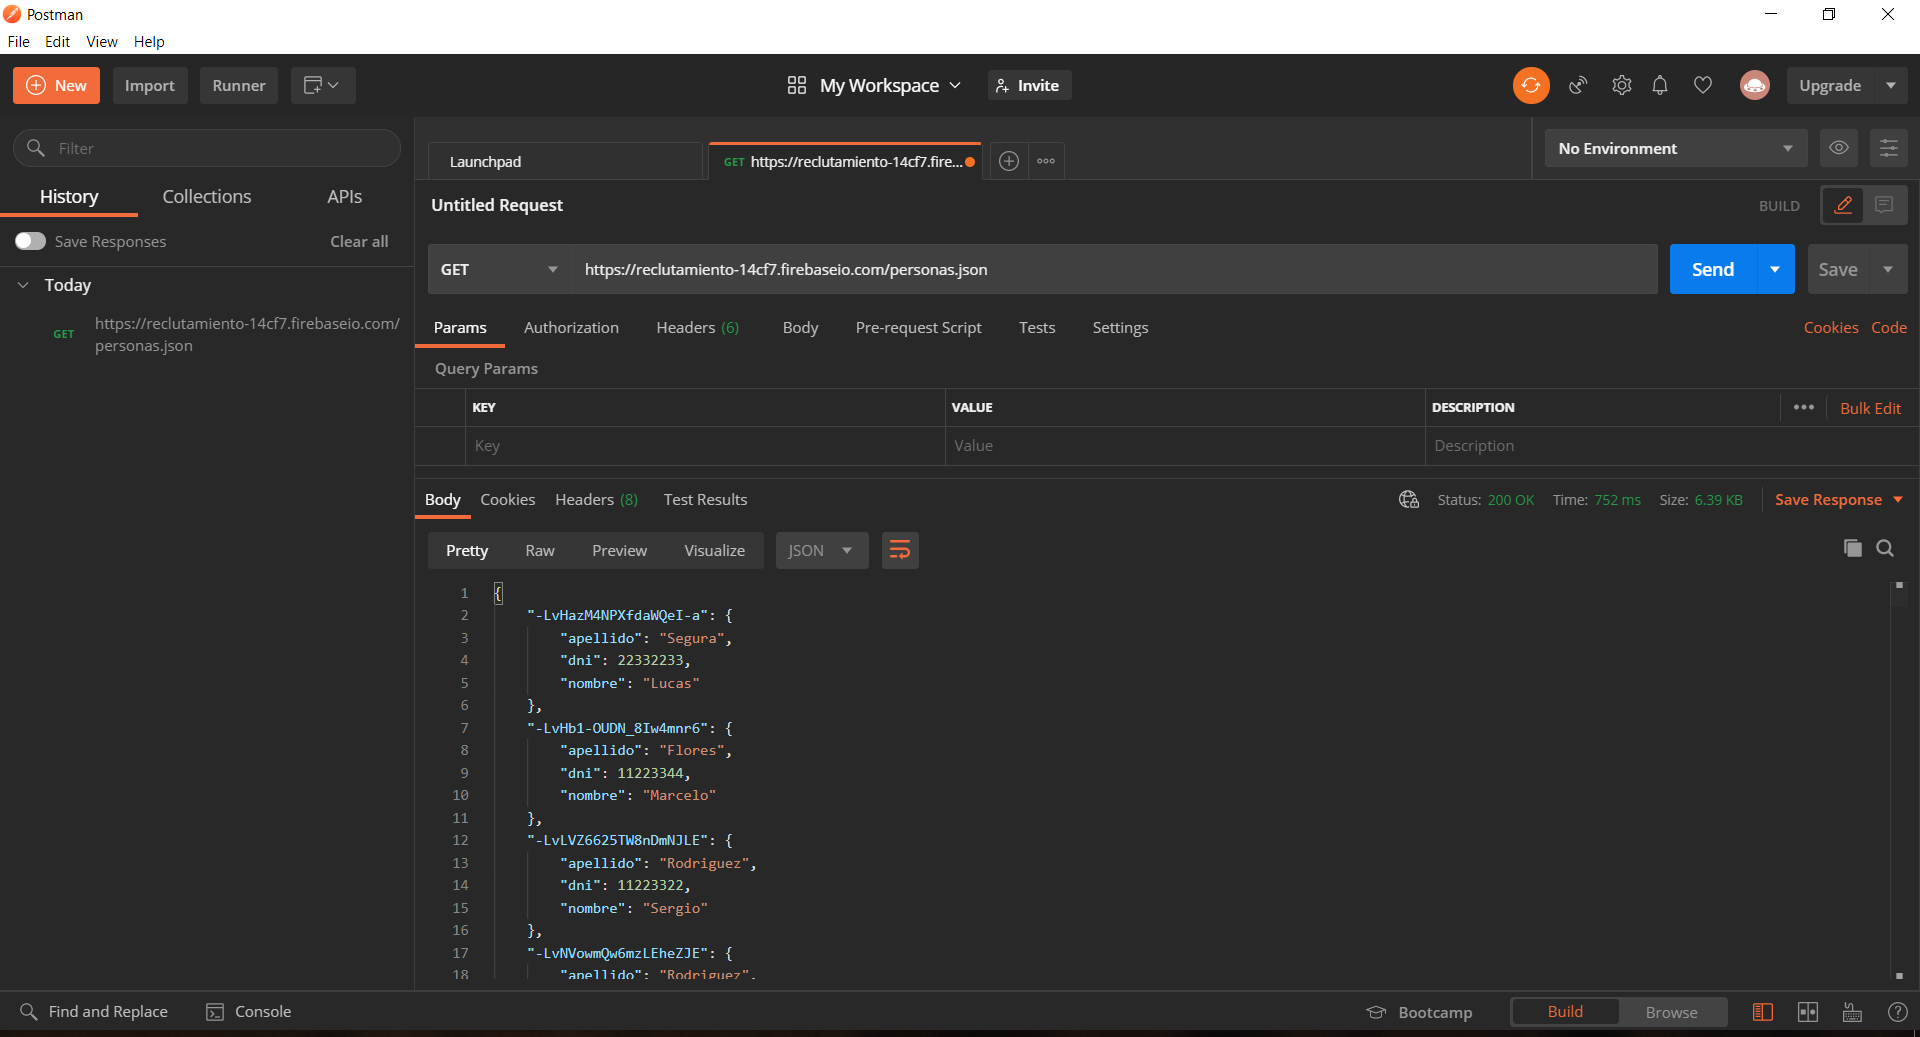 Postman
File Edit View Help
New Import Runner My Workspace Invite Upgrade
Filter
Launchpad GET https://reclutamiento-14cf7.fire... No Environment
History Collections APIs
Untitled Request BUILD
Save Responses Clear all
GET https://reclutamiento-14cf7.firebaseio.com/personas.json Send Save
Today
GET https://reclutamiento-14cf7.firebaseio.com/
personas.json
Params Authorization Headers (6) Body Pre-request Script Tests Settings Cookies Code
Query Params
KEY VALUE DESCRIPTION Bulk Edit
Key Value Description
Body Cookies Headers (8) Test Results Status: 200 OK Time: 752 ms Size: 6.39 KB Save Response
Pretty Raw Preview Visualize JSON
1 {
2 "-LvHazM4NPXfdaWQeI-a": {
3 "apellido": "Segura",
4 "dni": 22332233,
5 "nombre": "Lucas"
6 },
7 "-LvHb1-OUDN_8Iw4mnr6": {
8 "apellido": "Flores",
9 "dni": 11223344,
10 "nombre": "Marcelo"
11 },
12 "-LvLVZ6625TW8nDmNJLE": {
13 "apellido": "Rodriguez",
14 "dni": 11223322,
15 "nombre": "Sergio"
16 },
17 "-LvNVowmQw6mzLEheZJE": {
18 "apellido": "Rodriguez",
Find and Replace Console Bootcamp Build Browse